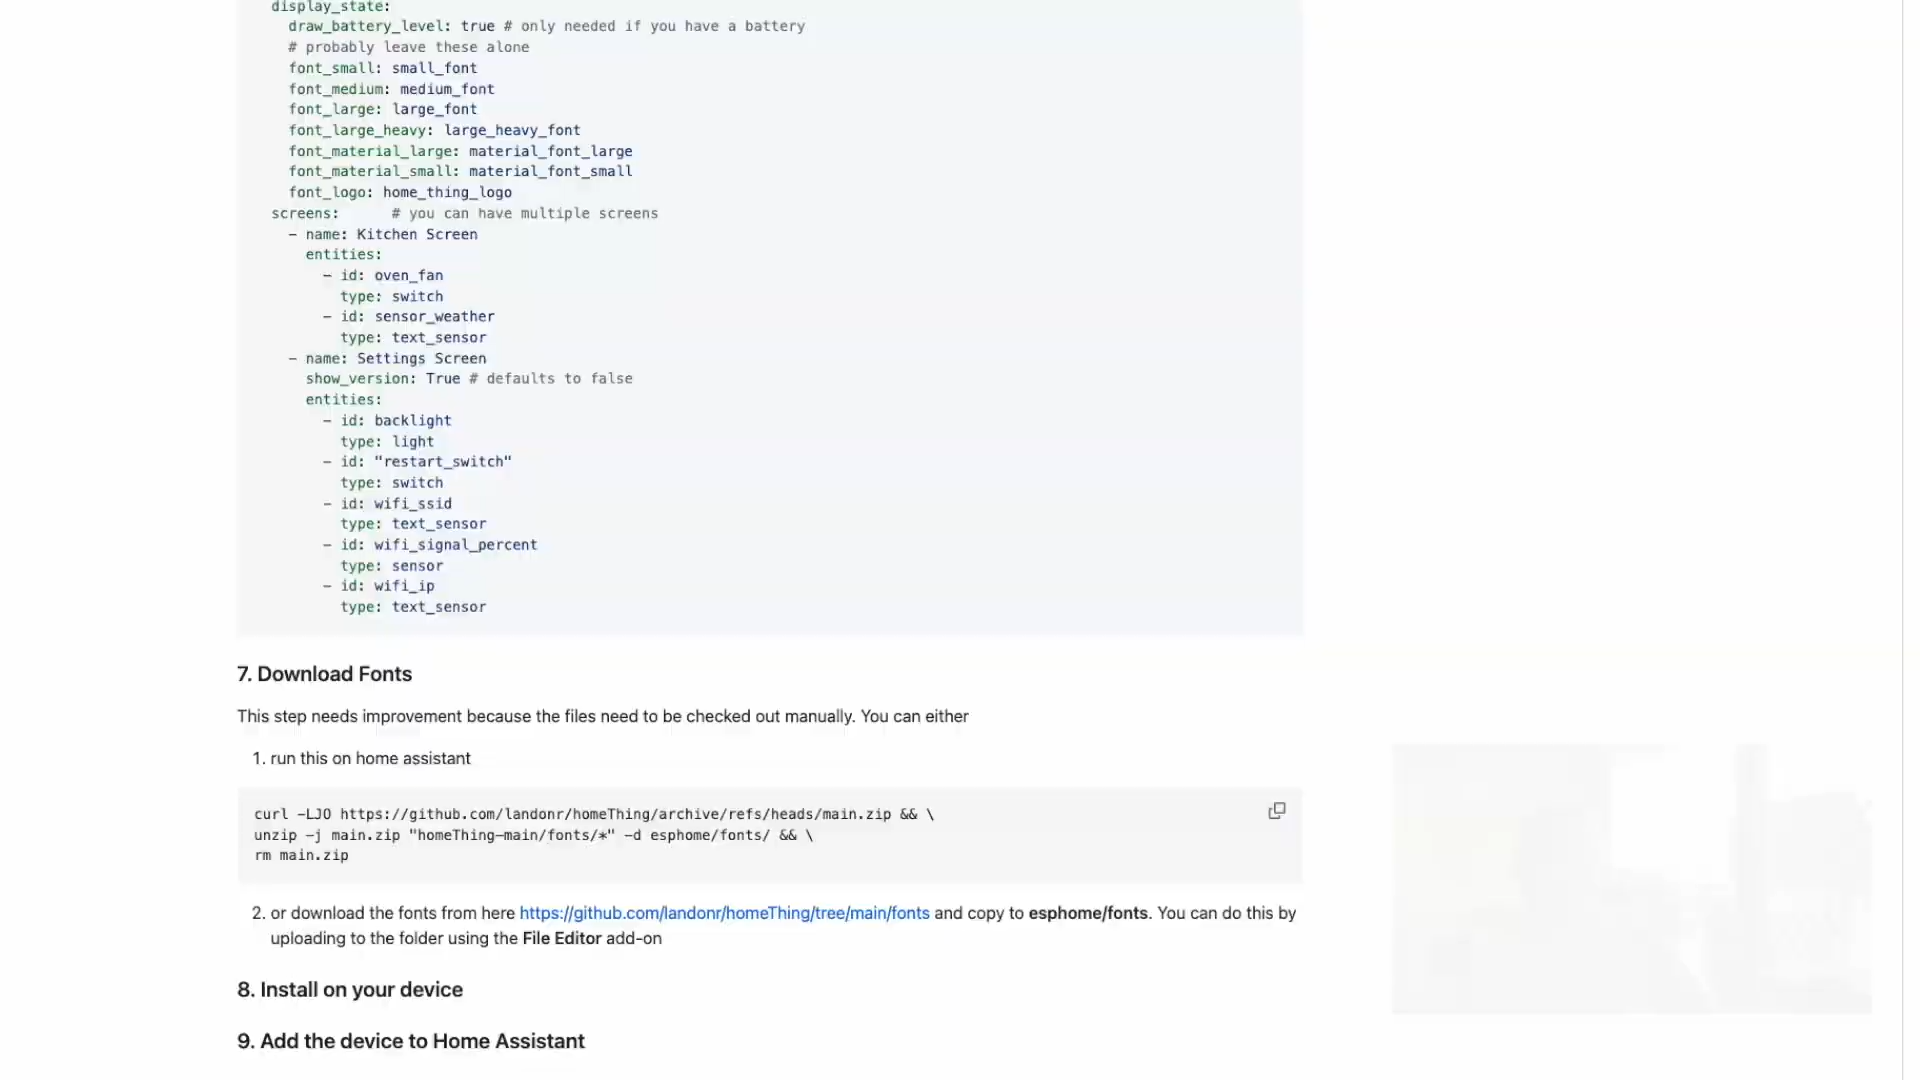 display_state:
draw_battery_level: true # only needed if you have a battery
# probably leave these alone
font_small: small_font
font_medium: medium_font
font_large: large_font
font_large_heavy: large_heavy_font
font_material_large: material_font_large
font_material_small: material_font_small
font_logo: home_thing_logo
screens:      # you can have multiple screens
- name: Kitchen Screen
entities:
- id: oven_fan
type: switch
- id: sensor_weather
type: text_sensor
- name: Settings Screen
show_version: True # defaults to false
entities:
- id: backlight
type: light
- id: "restart_switch"
type: switch
- id: wifi_ssid
type: text_sensor
- id: wifi_signal_percent
type: sensor
- id: wifi_ip
type: text_sensor
7. Download Fonts
This step needs improvement because the files need to be checked out manually. You can either
1. run this on home assistant
curl -LJO https://github.com/landonr/homeThing/archive/refs/heads/main.zip && \
unzip -j main.zip "homeThing-main/fonts/*" -d esphome/fonts/ && \
rm main.zip
2. or download the fonts from here https://github.com/landonr/homeThing/tree/main/fonts and copy to esphome/fonts. You can do this by
uploading to the folder using the File Editor add-on
8. Install on your device
9. Add the device to Home Assistant